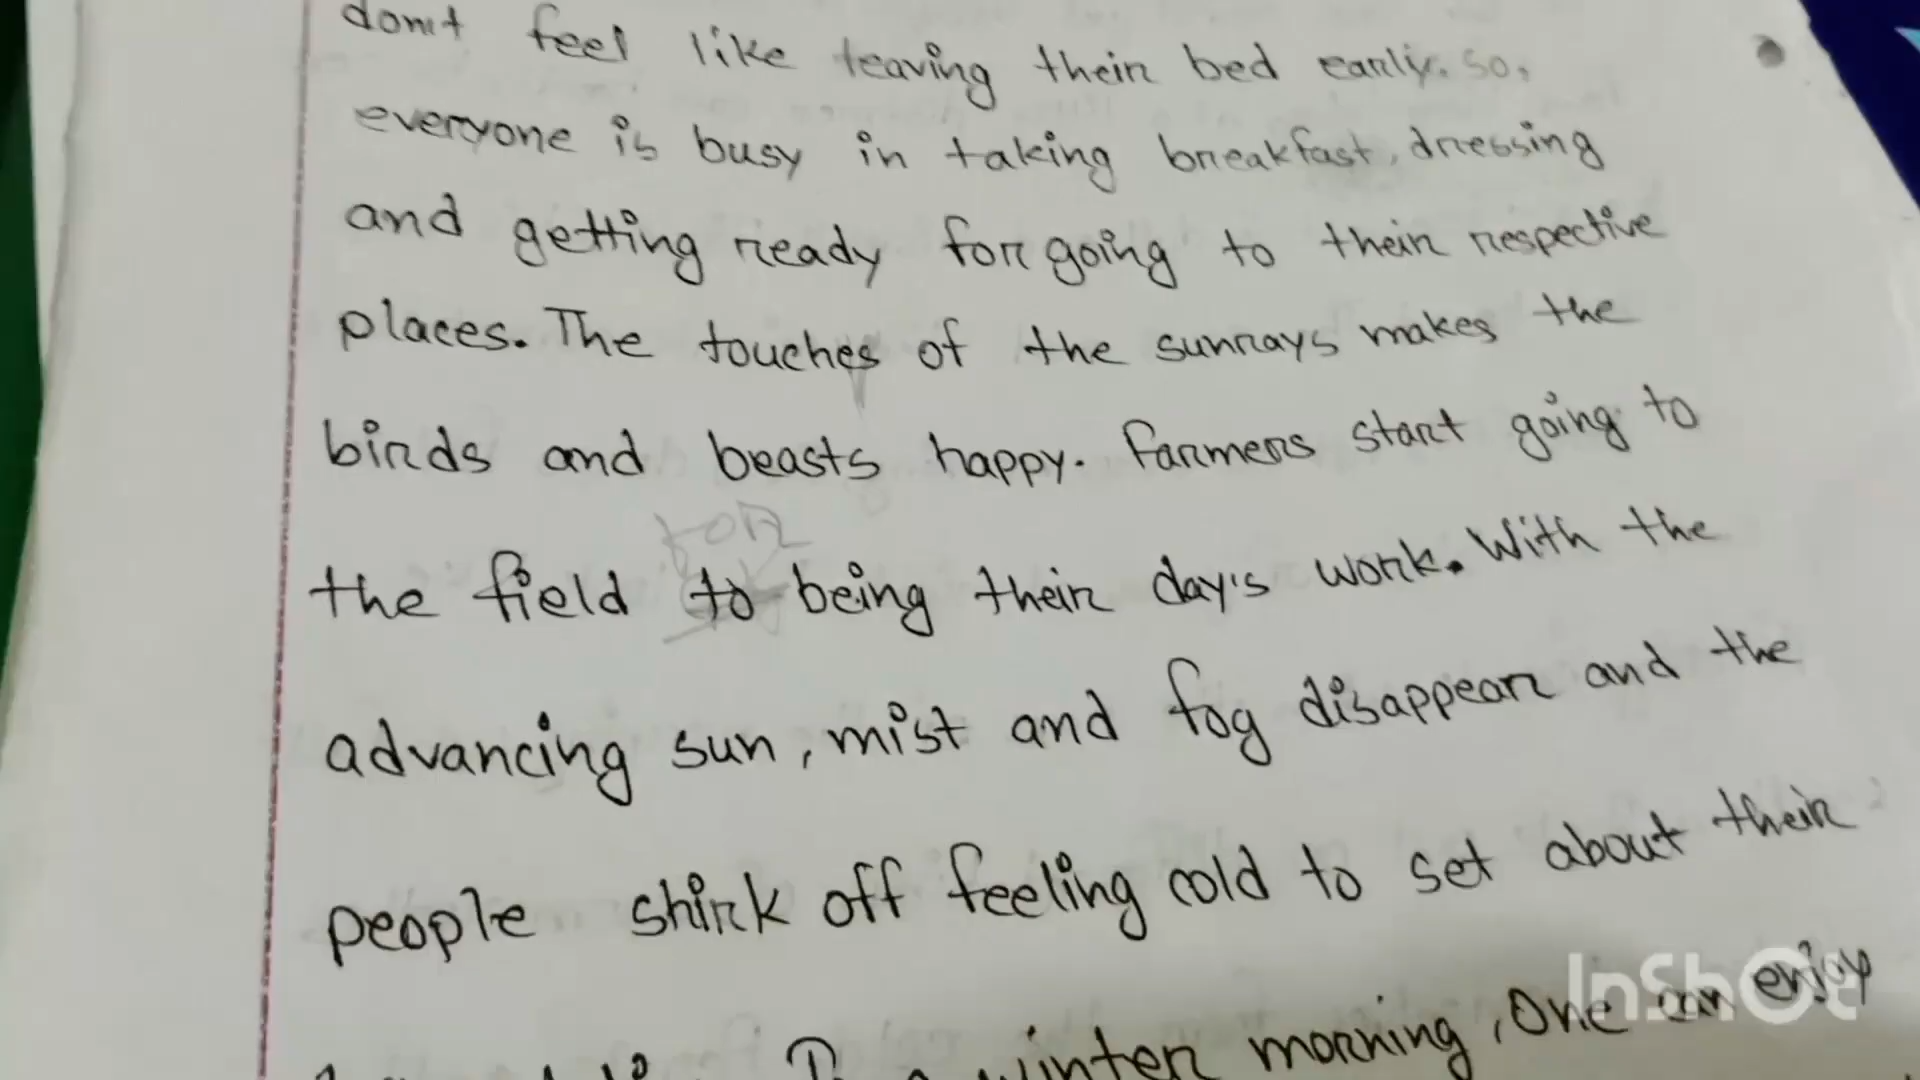 dont feel like leaving their bed early. So,
everyone is busy in taking breakfast, dressing
and getting ready for going to their respective
places. The touches of the sunrays makes the
birds and beasts happy. Farmers start going to
for
the field to being their day's work. With the
advancing sun, mist and fog disappear and the
people shirk off feeling cold to set about their
winter morning, One can enjoy
InShOt